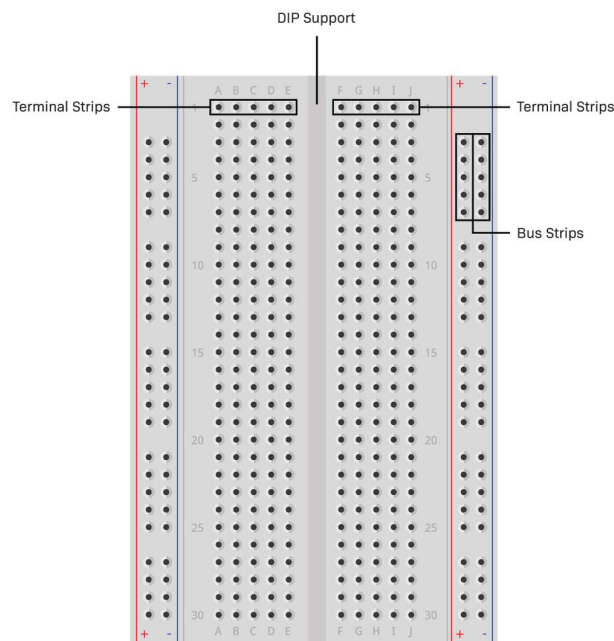 DIP Support
+ - A B C D E F G H I J + -
Terminal Strips 1 1 Terminal Strips
5 5
Bus Strips
10 10
15 15
20 20
25 25
30 30
+ - A B C D E F G H I J + -